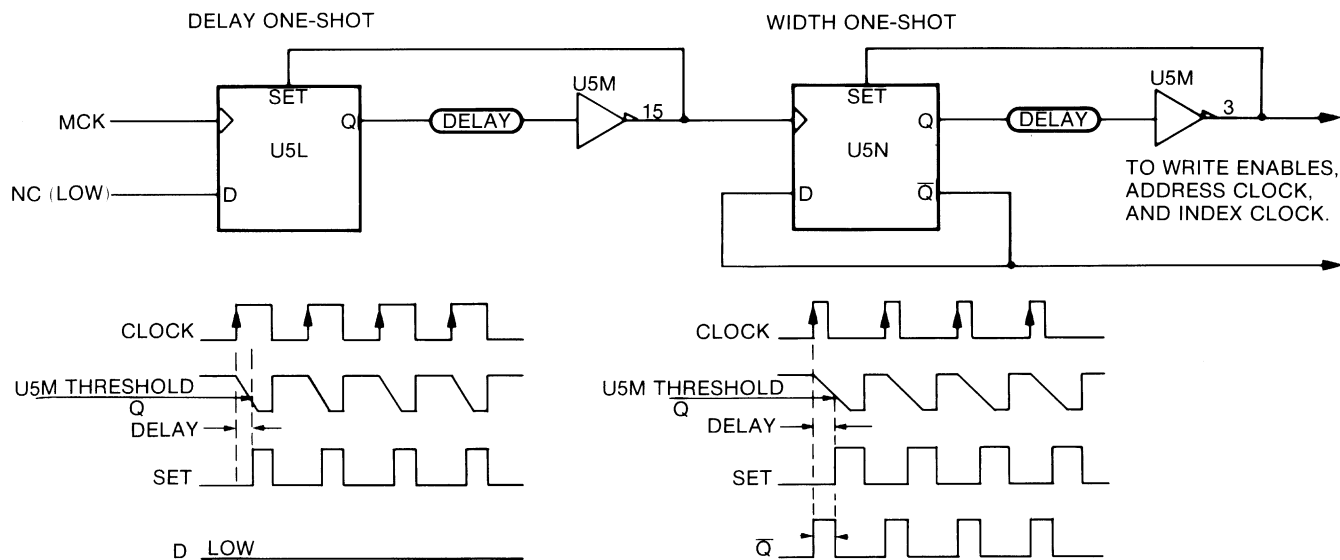 DELAY ONE-SHOT
WIDTH ONE-SHOT
SET
U5M
MCK
Q
DELAY
15
U5L
NC (LOW)
D
SET
U5M
Q
DELAY
3
U5N
D
Q̅
TO WRITE ENABLES,
ADDRESS CLOCK,
AND INDEX CLOCK.
CLOCK
U5M THRESHOLD
Q
DELAY
SET
D LOW
CLOCK
U5M THRESHOLD
Q̅
DELAY
SET
Q̅